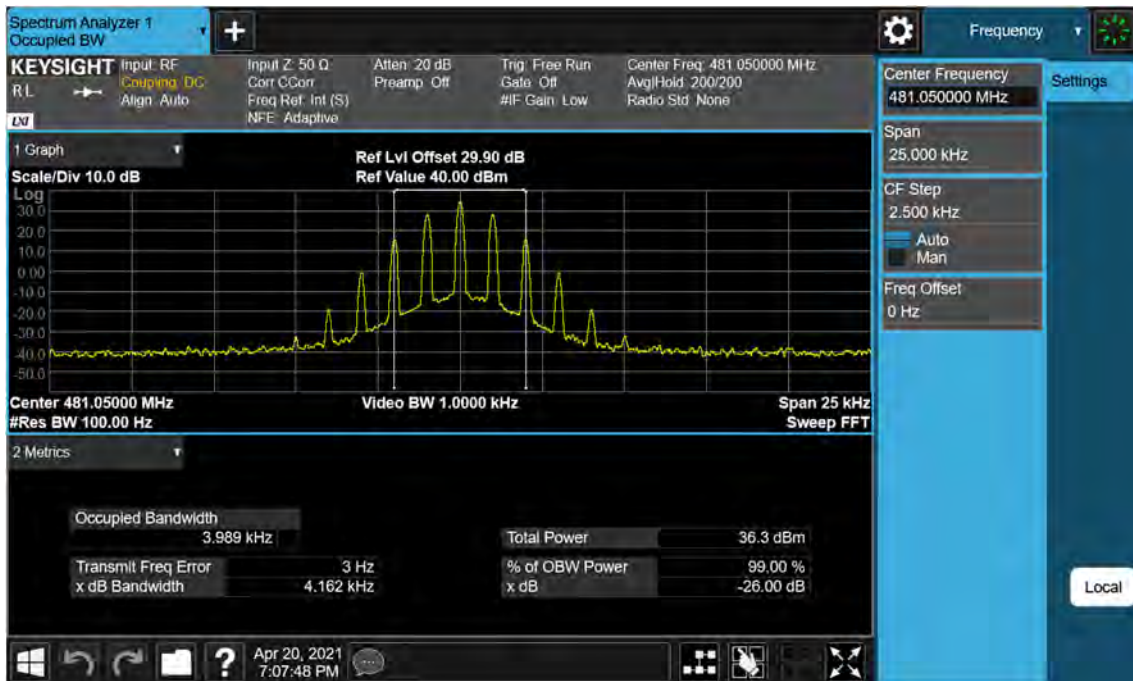 Spectrum Analyzer 1
Occupied BW
+
Frequency
KEYSIGHT
R L
LXI
Input: RF
Coupling: DC
Align: Auto
Input Z: 50 Ω
Corr CCorr
Freq Ref: Int (S)
NFE: Adaptive
Atten: 20 dB
Preamp: Off
Trig: Free Run
Gate: Off
#IF Gain: Low
Center Freq: 481.050000 MHz
Avg|Hold: 200/200
Radio Std: None
Center Frequency
481.050000 MHz
Settings
Span
25.000 kHz
CF Step
2.500 kHz
Auto
Man
Freq Offset
0 Hz
1 Graph
Scale/Div 10.0 dB
Ref Lvl Offset 29.90 dB
Ref Value 40.00 dBm
Log
30.0
20.0
10.0
0.00
-10.0
-20.0
-30.0
-40.0
-50.0
Center 481.05000 MHz
#Res BW 100.00 Hz
Video BW 1.0000 kHz
Span 25 kHz
Sweep FFT
2 Metrics
Occupied Bandwidth
3.989 kHz
Transmit Freq Error 3 Hz
x dB Bandwidth 4.162 kHz
Total Power 36.3 dBm
% of OBW Power 99.00 %
x dB -26.00 dB
Local
?
Apr 20, 2021
7:07:48 PM